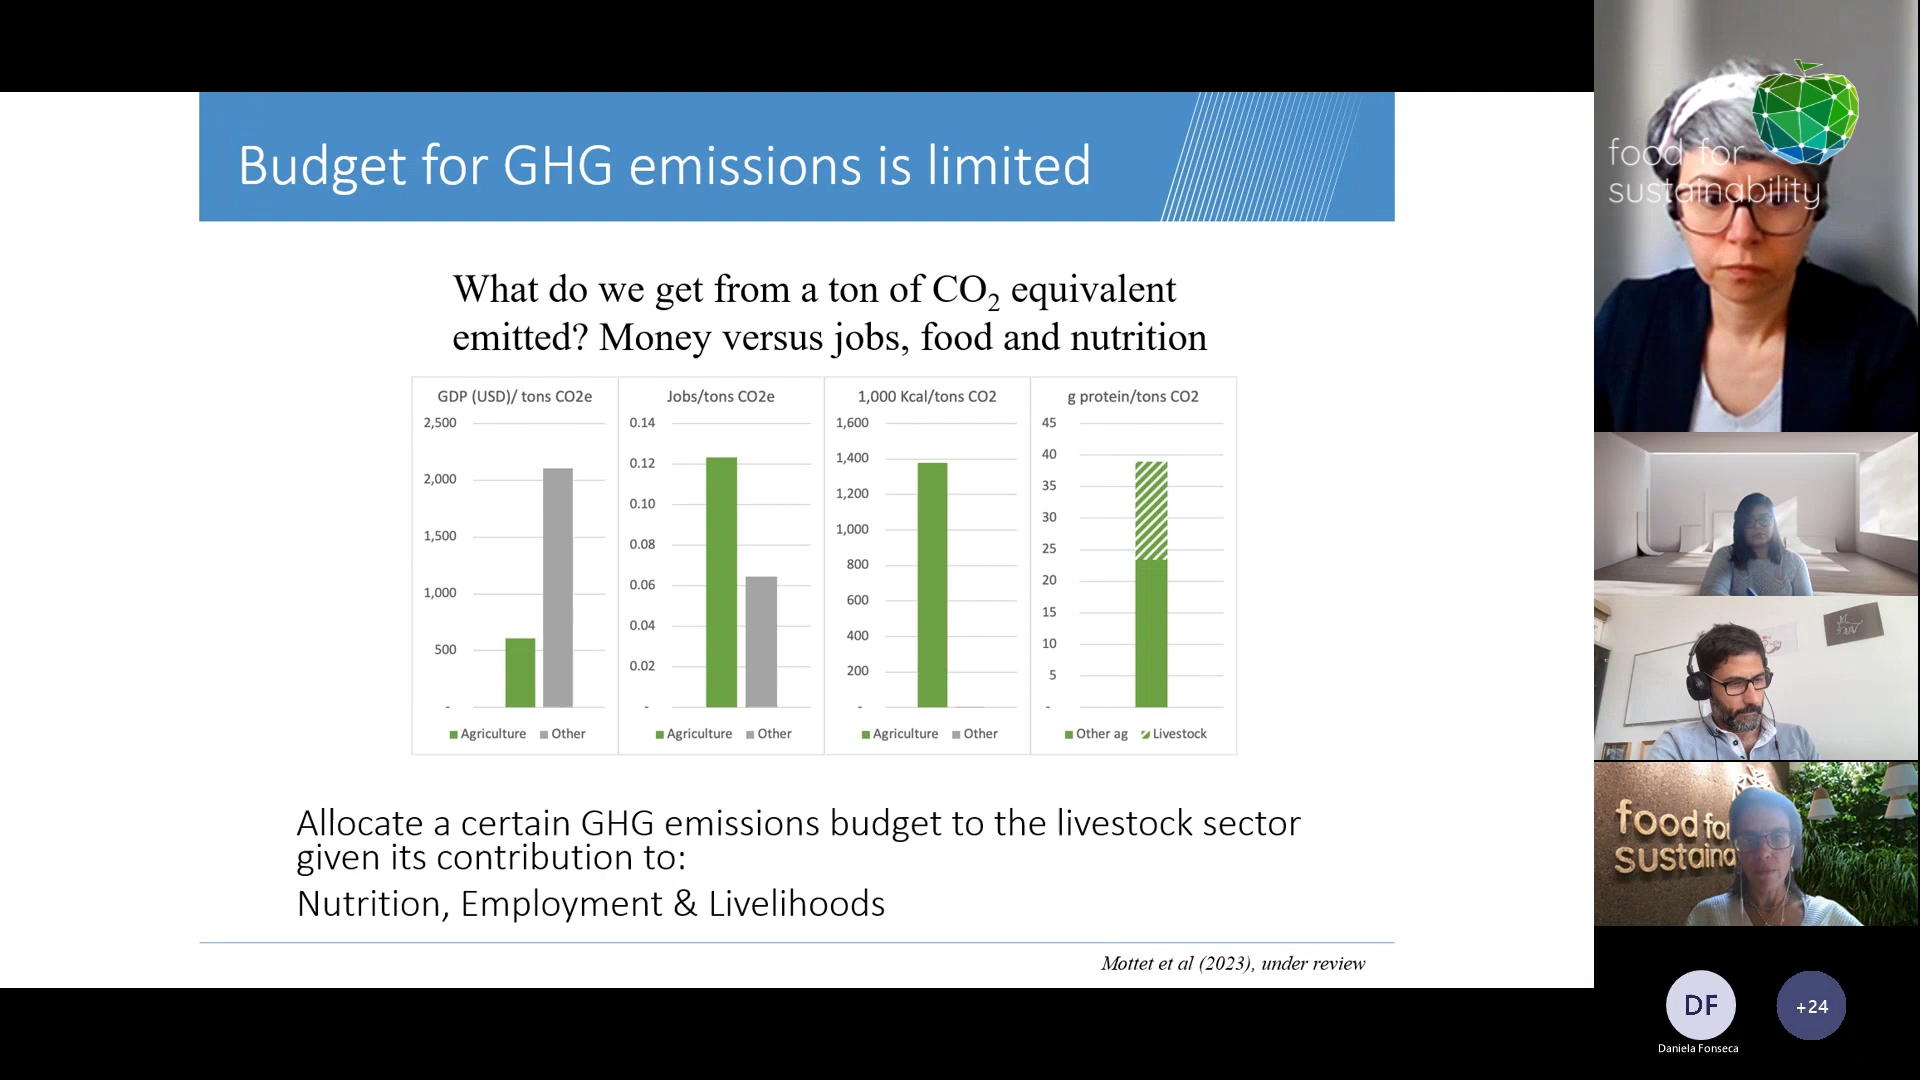 Budget for GHG emissions is limited
What do we get from a ton of CO₂ equivalent
emitted? Money versus jobs, food and nutrition
GDP (USD)/ tons CO2e
2,500
2,000
1,500
1,000
500
-
Agriculture
Other
Jobs/tons CO2e
0.14
0.12
0.10
0.08
0.06
0.04
0.02
-
Agriculture
Other
1,000 Kcal/tons CO2
1,600
1,400
1,200
1,000
800
600
400
200
-
Agriculture
Other
g protein/tons CO2
45
40
35
30
25
20
15
10
5
-
Other ag
Livestock
Allocate a certain GHG emissions budget to the livestock sector
given its contribution to:
Nutrition, Employment & Livelihoods
Mottet et al (2023), under review
food for
sustainability
food fo
sustaina
DF
Daniela Fonseca
+24